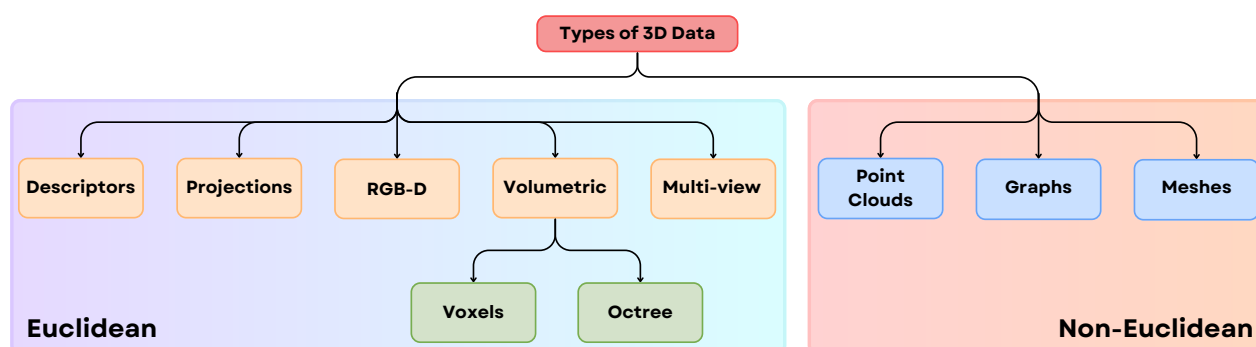 Types of 3D Data
Descriptors
Projections
RGB-D
Volumetric
Multi-view
Point
Clouds
Graphs
Meshes
Voxels
Octree
Euclidean
Non-Euclidean